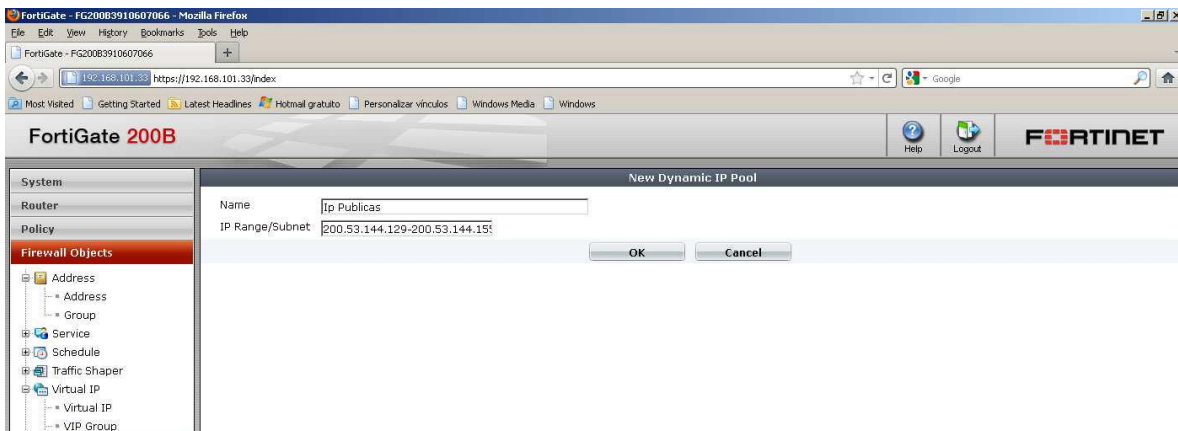 FortiGate - FG200B3910607066 - Mozilla Firefox
File Edit View History Bookmarks Tools Help
FortiGate - FG200B3910607066
192.168.101.33 https://192.168.101.33/index
Google
Most Visited Getting Started Latest Headlines Hotmail gratuito Personalizar vínculos Windows Media Windows
FortiGate 200B
Help
Logout
FORTINET
System
Router
Policy
Firewall Objects
Address
Address
Group
Service
Schedule
Traffic Shaper
Virtual IP
Virtual IP
VIP Group
New Dynamic IP Pool
Name Ip Publicas
IP Range/Subnet 200.53.144.129-200.53.144.15
OK Cancel